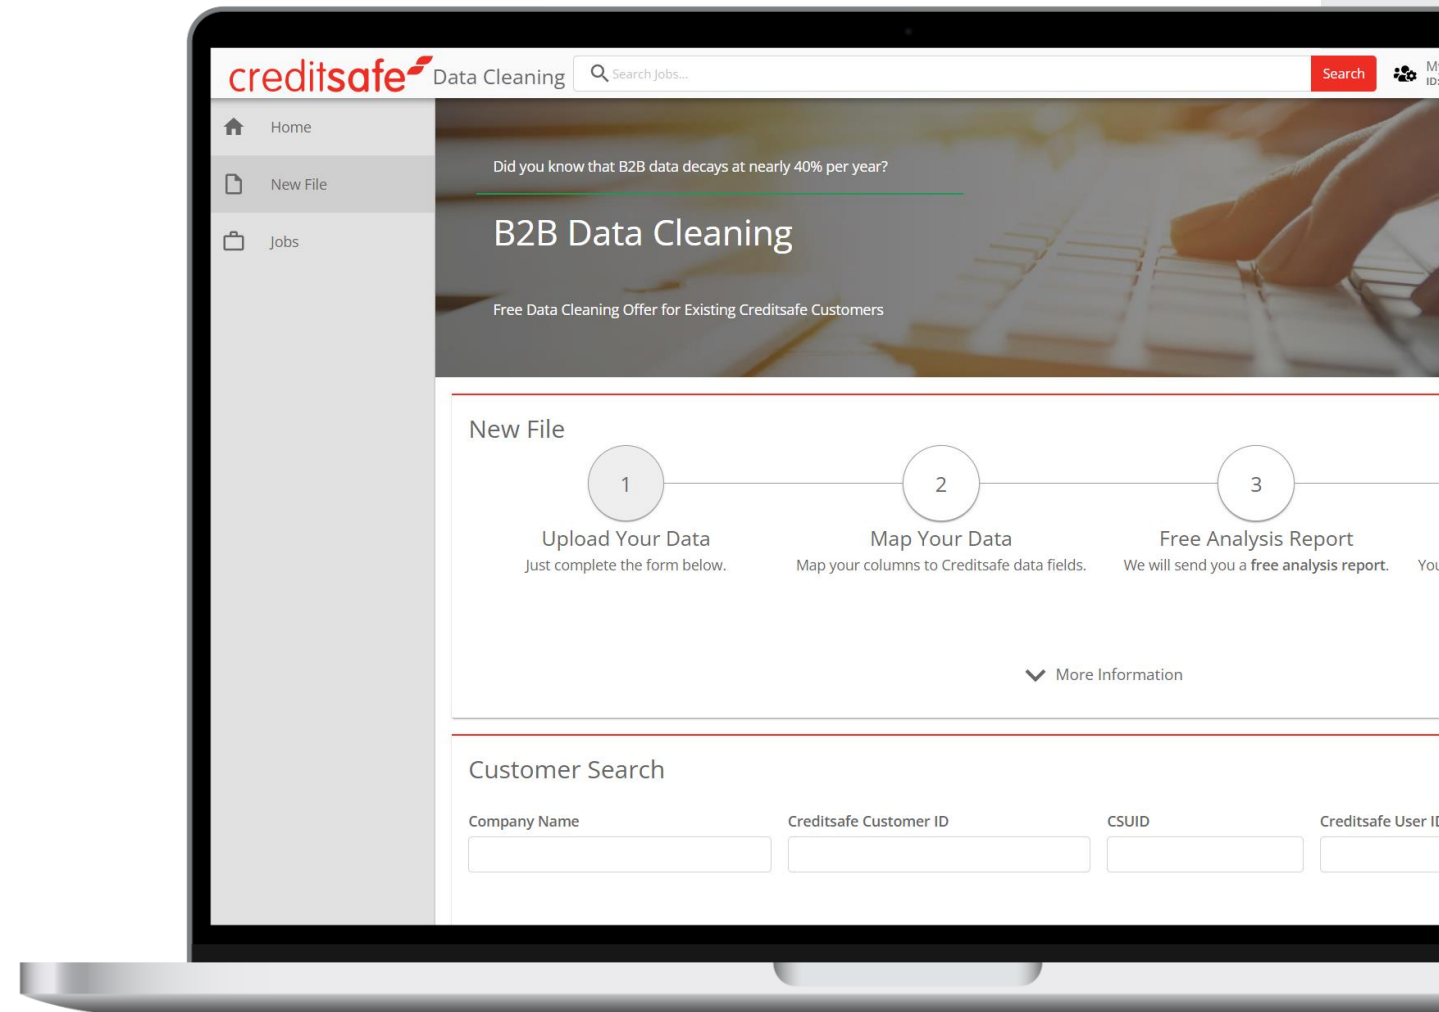 creditsafe Data Cleaning Search Jobs... Search
ID:
Home
New File
Jobs
Did you know that B2B data decays at nearly 40% per year?
B2B Data Cleaning
Free Data Cleaning Offer for Existing Creditsafe Customers
New File
1 2 3
Upload Your Data Map Your Data Free Analysis Report
Just complete the form below. Map your columns to Creditsafe data fields. We will send you a free analysis report.
More Information
Customer Search
Company Name Creditsafe Customer ID CSUID Creditsafe User ID